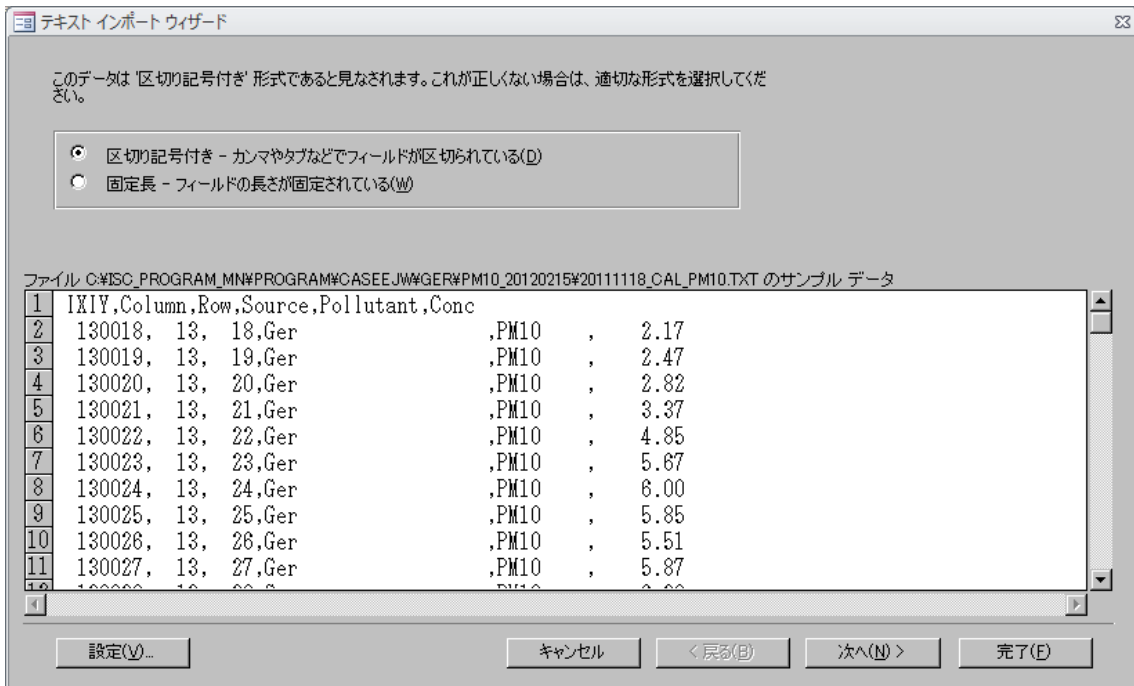 テキスト インポート ウィザード
このデータは '区切り記号付き' 形式であると見なされます。これが正しくない場合は、適切な形式を選択してくだ
さい。
区切り記号付き - カンマやタブなどでフィールドが区切られている(D)
固定長 - フィールドの長さが固定されている(W)
ファイル C:¥ISC_PROGRAM_MN¥PROGRAM¥CASEEJW¥GER¥PM10_20120215¥20111118_CAL_PM10.TXT のサンプル データ
1 IXIY,Column,Row,Source,Pollutant,Conc
2 130018, 13, 18,Ger ,PM10 , 2.17
3 130019, 13, 19,Ger ,PM10 , 2.47
4 130020, 13, 20,Ger ,PM10 , 2.82
5 130021, 13, 21,Ger ,PM10 , 3.37
6 130022, 13, 22,Ger ,PM10 , 4.85
7 130023, 13, 23,Ger ,PM10 , 5.67
8 130024, 13, 24,Ger ,PM10 , 6.00
9 130025, 13, 25,Ger ,PM10 , 5.85
10 130026, 13, 26,Ger ,PM10 , 5.51
11 130027, 13, 27,Ger ,PM10 , 5.87
設定(V)... キャンセル < 戻る(B) 次へ(N) > 完了(F)